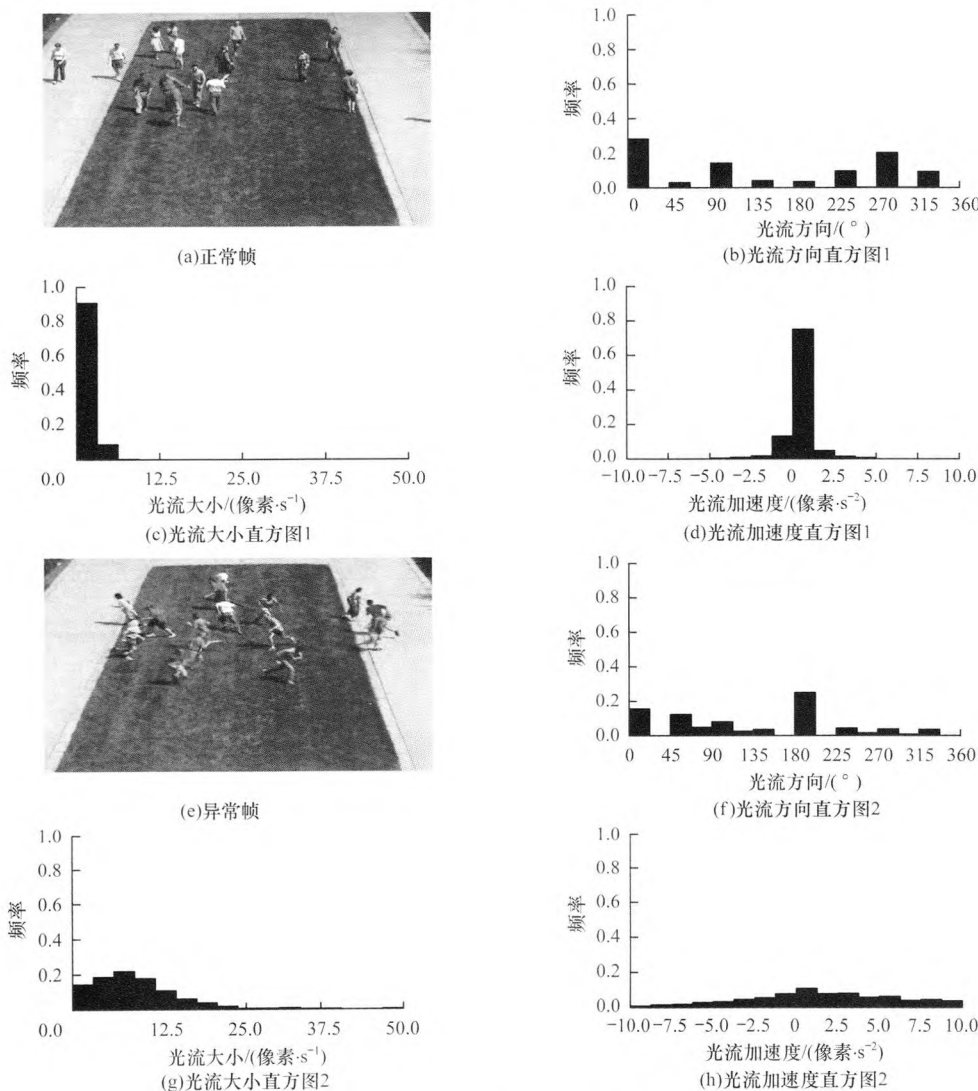 (a)正常帧
频率
1.0
0.8
0.6
0.4
0.2
0.0
0 45 90 135 180 225 270 315 360
光流方向/(°)
(b)光流方向直方图1
频率
1.0
0.8
0.6
0.4
0.2
0.0
12.5 25.0 37.5 50.0
光流大小/(像素·s⁻¹)
(c)光流大小直方图1
频率
1.0
0.8
0.6
0.4
0.2
0.0
−10.0 −7.5 −5.0 −2.5 0 2.5 5.0 7.5 10.0
光流加速度/(像素·s⁻²)
(d)光流加速度直方图1
(e)异常帧
频率
1.0
0.8
0.6
0.4
0.2
0.0
0 45 90 135 180 225 270 315 360
光流方向/(°)
(f)光流方向直方图2
频率
1.0
0.8
0.6
0.4
0.2
0.0
12.5 25.0 37.5 50.0
光流大小/(像素·s⁻¹)
(g)光流大小直方图2
频率
1.0
0.8
0.6
0.4
0.2
0.0
−10.0 −7.5 −5.0 −2.5 0 2.5 5.0 7.5 10.0
光流加速度/(像素·s⁻²)
(h)光流加速度直方图2